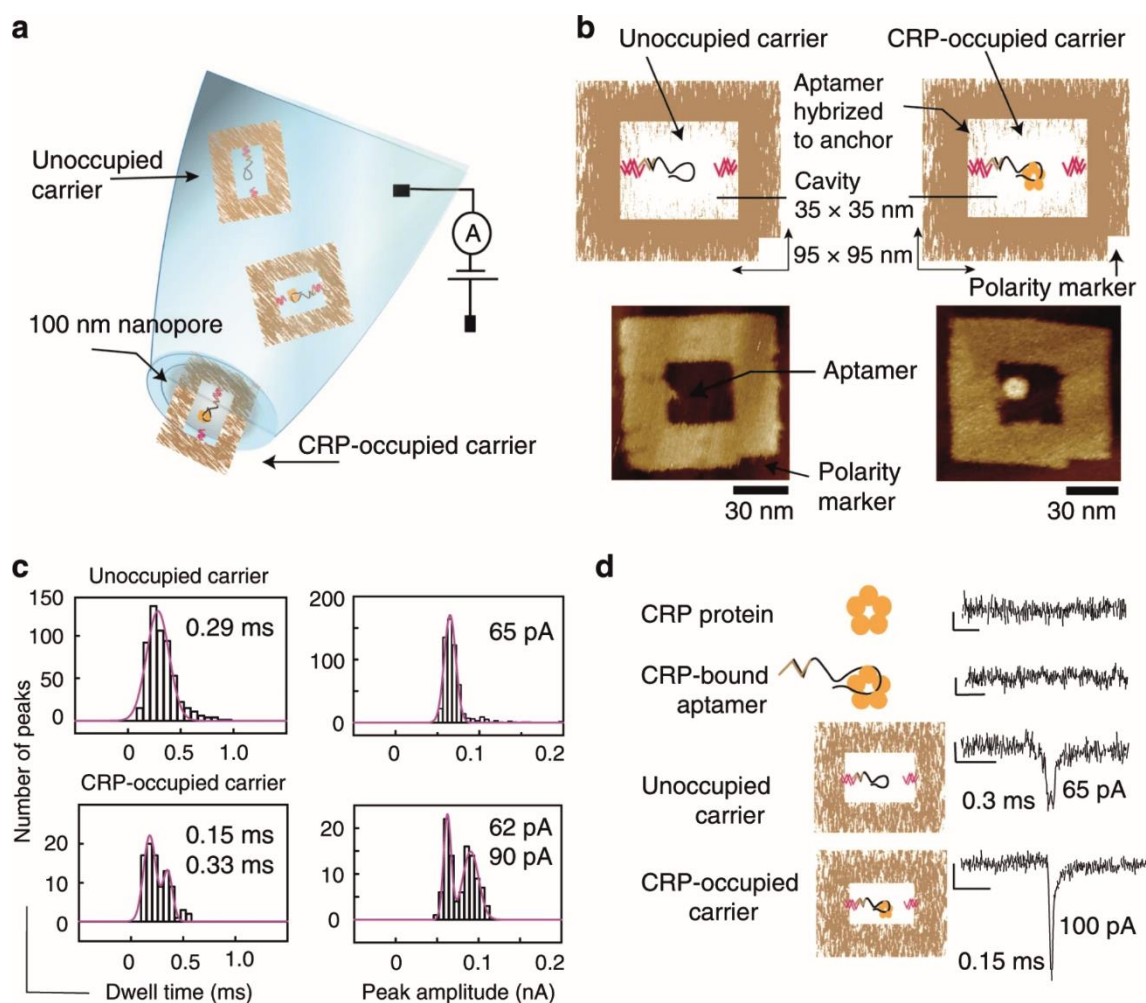 a
Unoccupied
carrier
A
100 nm nanopore
CRP-occupied carrier
b
Unoccupied carrier
CRP-occupied carrier
Aptamer
hybrized
to anchor
Cavity
35 × 35 nm
95 × 95 nm
Polarity marker
Aptamer
Polarity
marker
30 nm
30 nm
c
Number of peaks
Unoccupied carrier
150
100
50
0
0.29 ms
0
0.5
1.0
200
100
0
65 pA
0
0.1
0.2
CRP-occupied carrier
20
10
0
0.15 ms
0.33 ms
0
0.5
1.0
Dwell time (ms)
20
10
0
62 pA
90 pA
0
0.1
0.2
Peak amplitude (nA)
d
CRP protein
CRP-bound
aptamer
Unoccupied
carrier
0.3 ms
65 pA
CRP-occupied
carrier
0.15 ms
100 pA